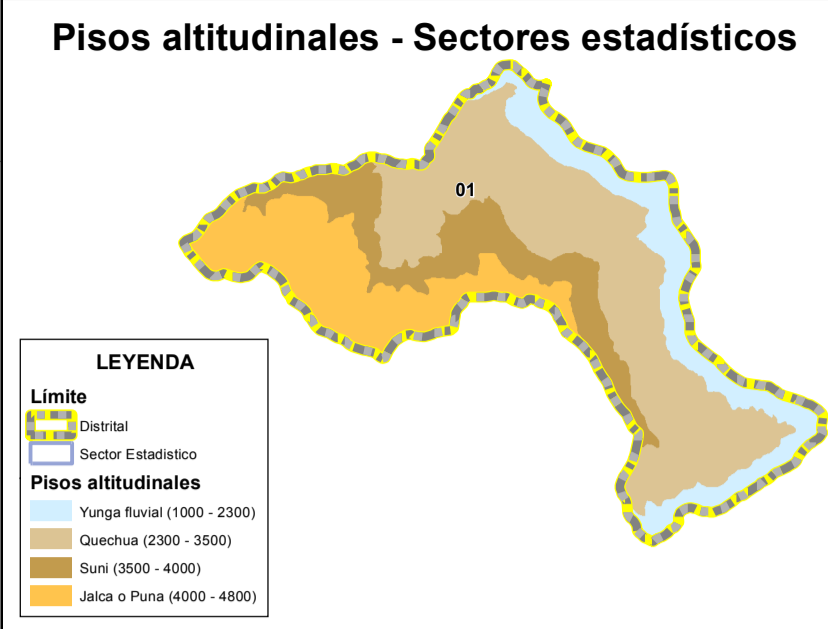 Pisos altitudinales - Sectores estadísticos
01
LEYENDA
Límite
Distrital
Sector Estadistico
Pisos altitudinales
Yunga fluvial (1000 - 2300)
Quechua (2300 - 3500)
Suni (3500 - 4000)
Jalca o Puna (4000 - 4800)